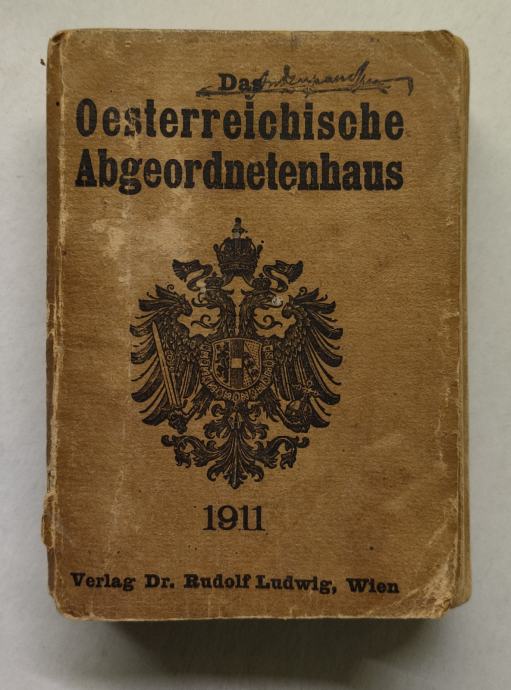 Das
Oesterreichische
Abgeordnetenhaus
1911
Verlag Dr. Rudolf Ludwig, Wien